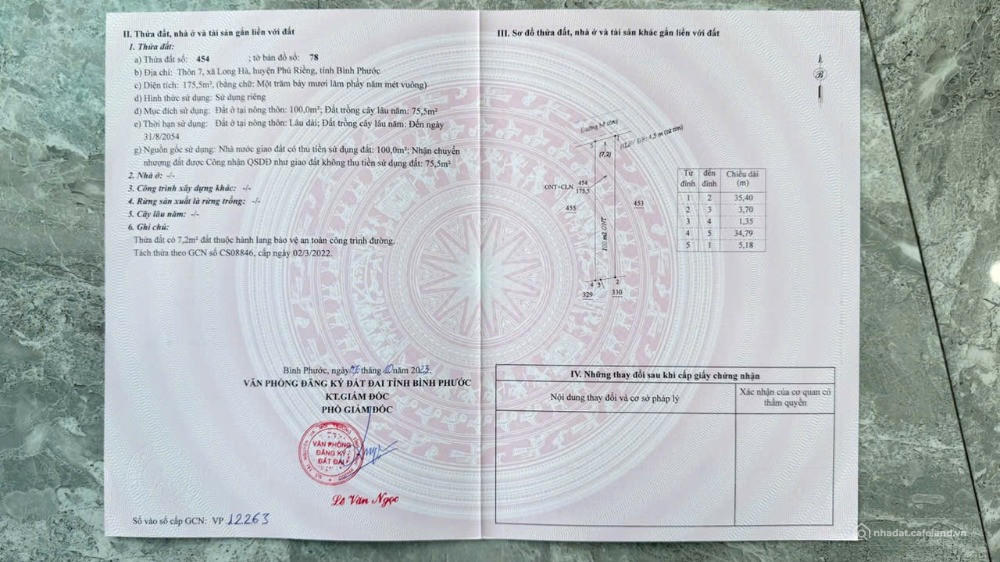 II. Thửa đất, nhà ở và tài sản gắn liền với đất
1. Thửa đất:
a) Thửa đất số: 454 ; tờ bản đồ số: 78
b) Địa chỉ: Thôn 7, xã Long Hà, huyện Phú Riềng, tỉnh Bình Phước
c) Diện tích: 175,5m², (bằng chữ: Một trăm bảy mươi lăm phẩy năm mét vuông)
d) Hình thức sử dụng: Sử dụng riêng
đ) Mục đích sử dụng: Đất ở tại nông thôn: 100,0m²; Đất trồng cây lâu năm: 75,5m²
e) Thời hạn sử dụng: Đất ở tại nông thôn: Lâu dài; Đất trồng cây lâu năm: Đến ngày
31/8/2054
g) Nguồn gốc sử dụng: Nhà nước giao đất có thu tiền sử dụng đất: 100,0m²; Nhận chuyển
nhượng đất được Công nhận QSDĐ như giao đất không thu tiền sử dụng đất: 75,5m²
2. Nhà ở: -/-
3. Công trình xây dựng khác: -/-
4. Rừng sản xuất là rừng trồng: -/-
5. Cây lâu năm: -/-
6. Ghi chú:
Thửa đất có 7,2m² đất thuộc hành lang bảo vệ an toàn công trình đường.
Tách thửa theo GCN số CS08846, cấp ngày 02/3/2022.
Bình Phước, ngày tháng năm 2023.
VĂN PHÒNG ĐĂNG KÝ ĐẤT ĐAI TỈNH BÌNH PHƯỚC
KT.GIÁM ĐỐC
PHÓ GIÁM ĐỐC
VĂN PHÒNG
ĐĂNG KÝ
ĐẤT ĐAI
Lê Văn Ngọc
Số vào sổ cấp GCN: VP 12263
III. Sơ đồ thửa đất, nhà ở và tài sản khác gắn liền với đất
B
Đường bê tông
4,5 m
5 1
(7,2)
ONT+CLN 454
175,5
455
453
100 m2 ONT
4 3 2
329 330
Từ đỉnh đến đỉnh Chiều dài (m)
1 2 35,40
2 3 3,70
3 4 1,35
4 5 34,79
5 1 5,18
IV. Những thay đổi sau khi cấp giấy chứng nhận
Nội dung thay đổi và cơ sở pháp lý
Xác nhận của cơ quan có
thẩm quyền
nhadat.cafeland.vn